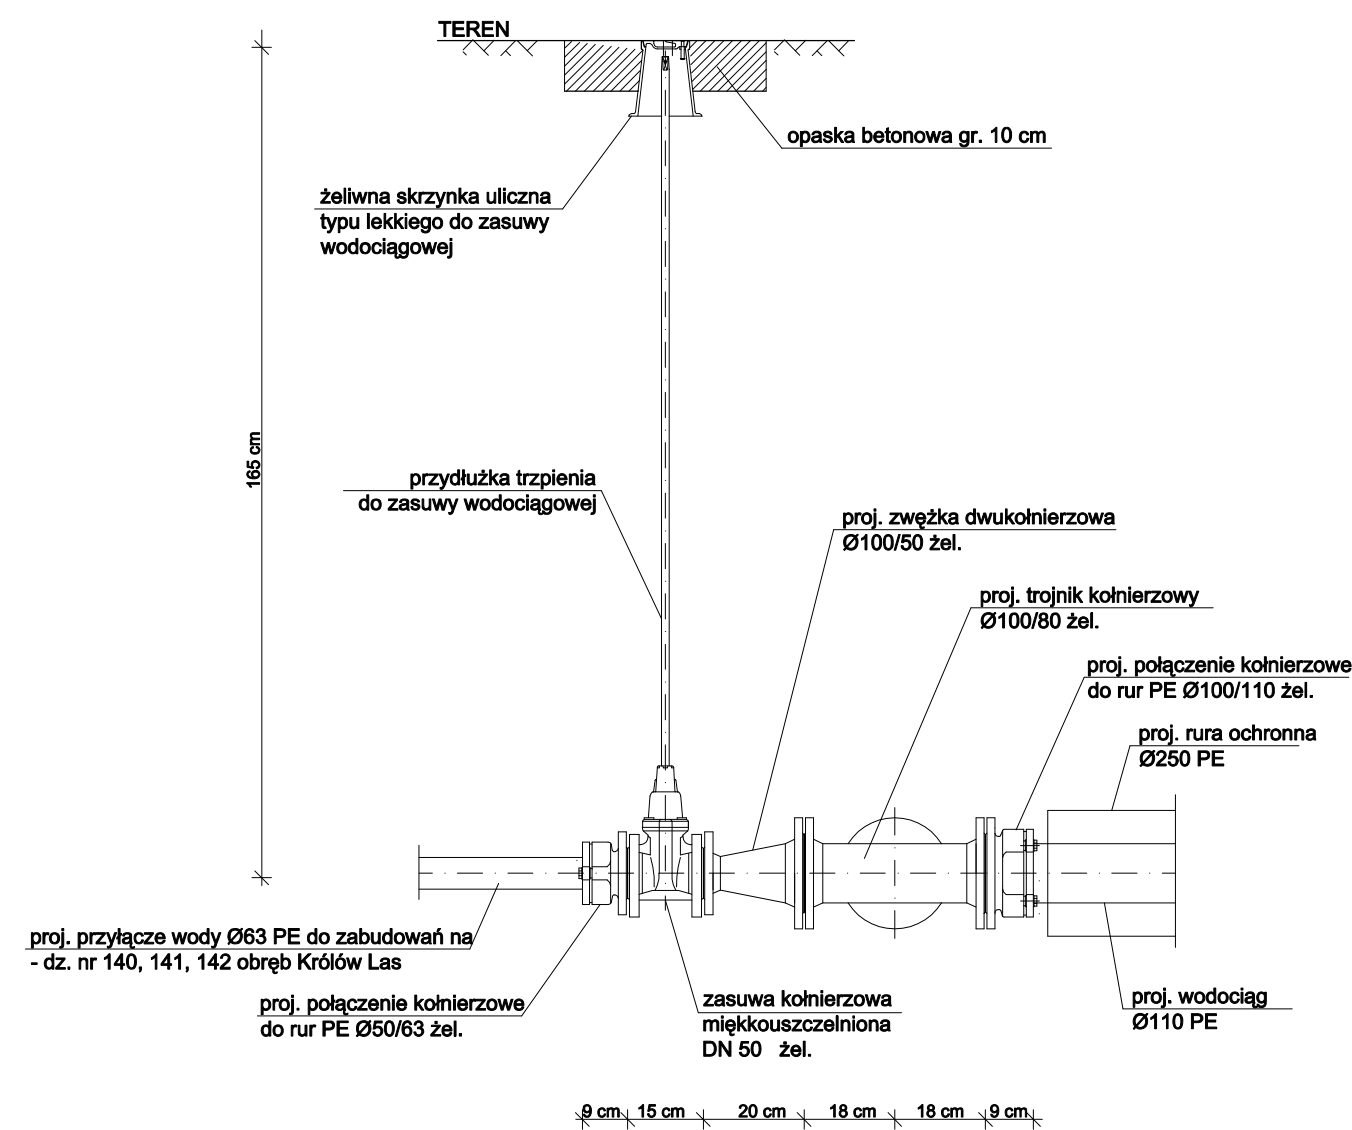 TEREN
opaska betonowa gr. 10 cm
żeliwna skrzynka uliczna
typu lekkiego do zasuwy
wodociągowej
165 cm
przydłużka trzpienia
do zasuwy wodociągowej
proj. zwężka dwukołnierzowa
Ø100/50 żel.
proj. trojnik kołnierzowy
Ø100/80 żel.
proj. połączenie kołnierzowe
do rur PE Ø100/110 żel.
proj. rura ochronna
Ø250 PE
proj. przyłącze wody Ø63 PE do zabudowań na
- dz. nr 140, 141, 142 obręb Królów Las
proj. połączenie kołnierzowe
do rur PE Ø50/63 żel.
zasuwa kołnierzowa
miękkouszczelniona
DN 50 żel.
proj. wodociąg
Ø110 PE
9 cm 15 cm 20 cm 18 cm 18 cm 9 cm